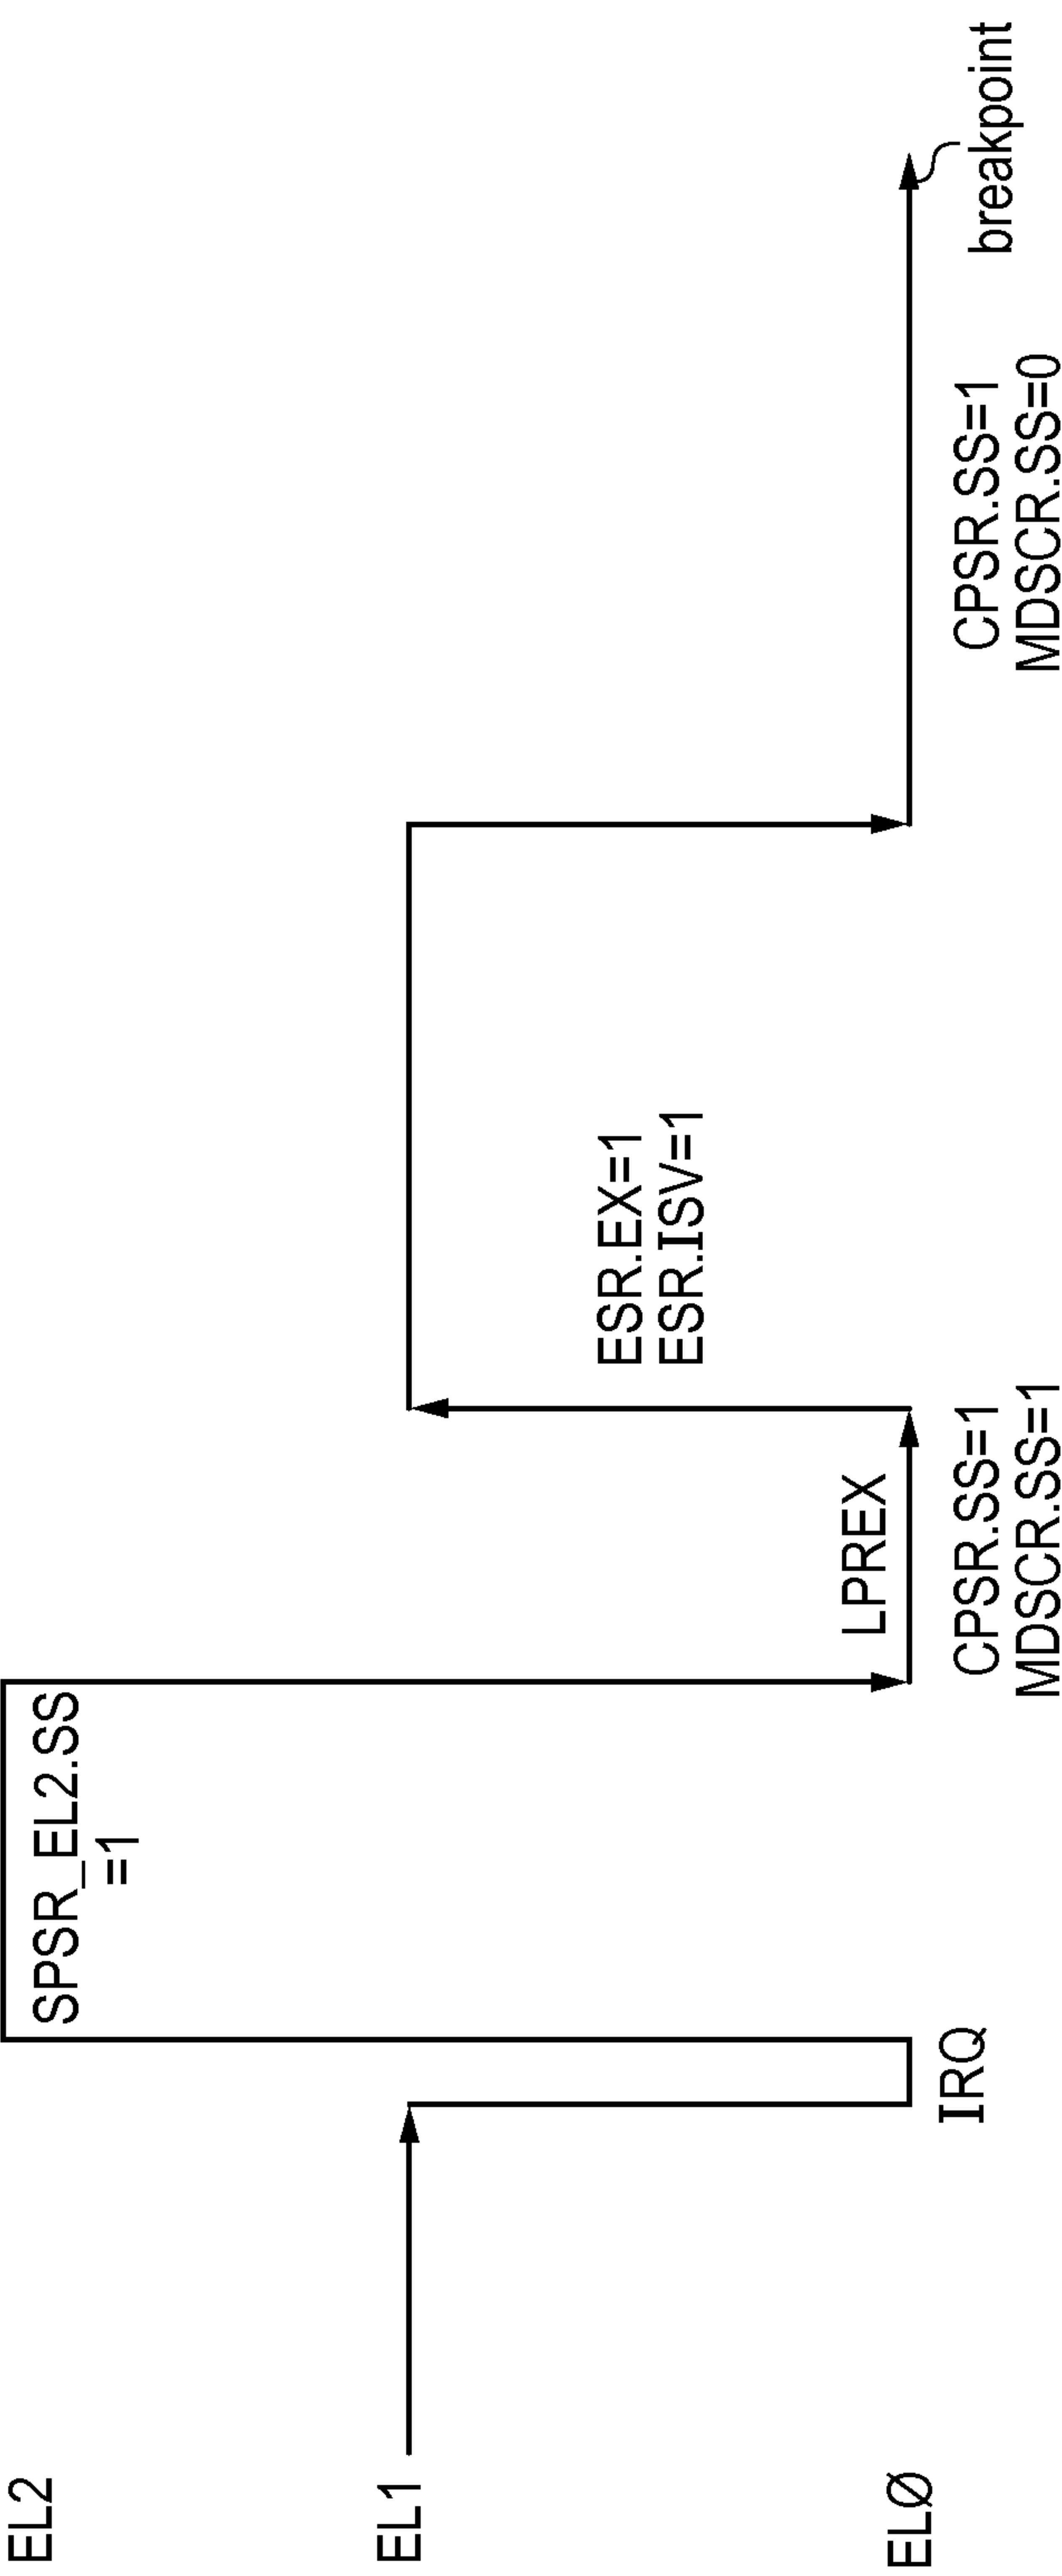 EL2
EL1
ELØ
SPSR_EL2.SS
=1
IRQ
LPREX
CPSR.SS=1
MDSCR.SS=1
ESR.EX=1
ESR.ISV=1
CPSR.SS=1
MDSCR.SS=0
breakpoint